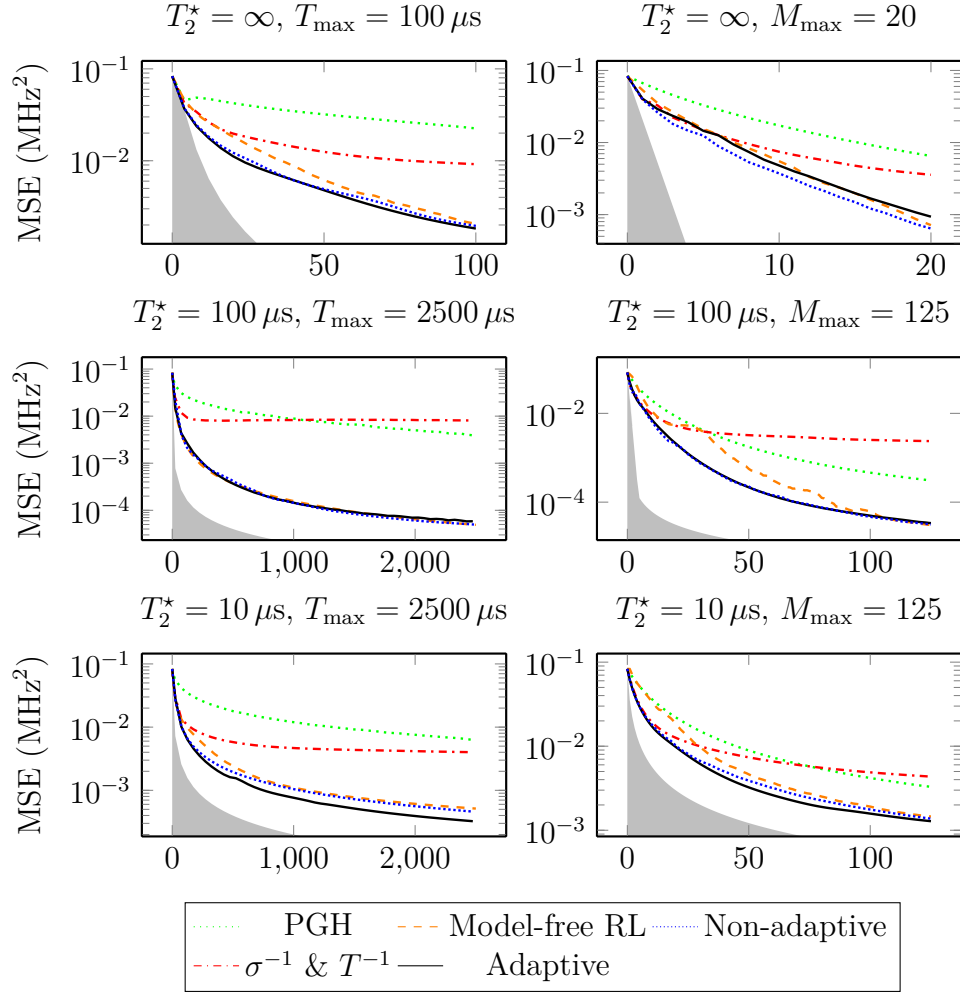 T₂⋆ = ∞, T_max = 100 µs
T₂⋆ = ∞, M_max = 20
MSE (MHz²)
10⁻¹
10⁻²
0 50 100
10⁻¹
10⁻²
10⁻³
0 10 20
T₂⋆ = 100 µs, T_max = 2500 µs
T₂⋆ = 100 µs, M_max = 125
MSE (MHz²)
10⁻¹
10⁻²
10⁻³
10⁻⁴
0 1,000 2,000
10⁻²
10⁻⁴
0 50 100
T₂⋆ = 10 µs, T_max = 2500 µs
T₂⋆ = 10 µs, M_max = 125
MSE (MHz²)
10⁻¹
10⁻²
10⁻³
0 1,000 2,000
10⁻¹
10⁻²
10⁻³
0 50 100
PGH Model-free RL Non-adaptive
σ⁻¹ & T⁻¹ Adaptive